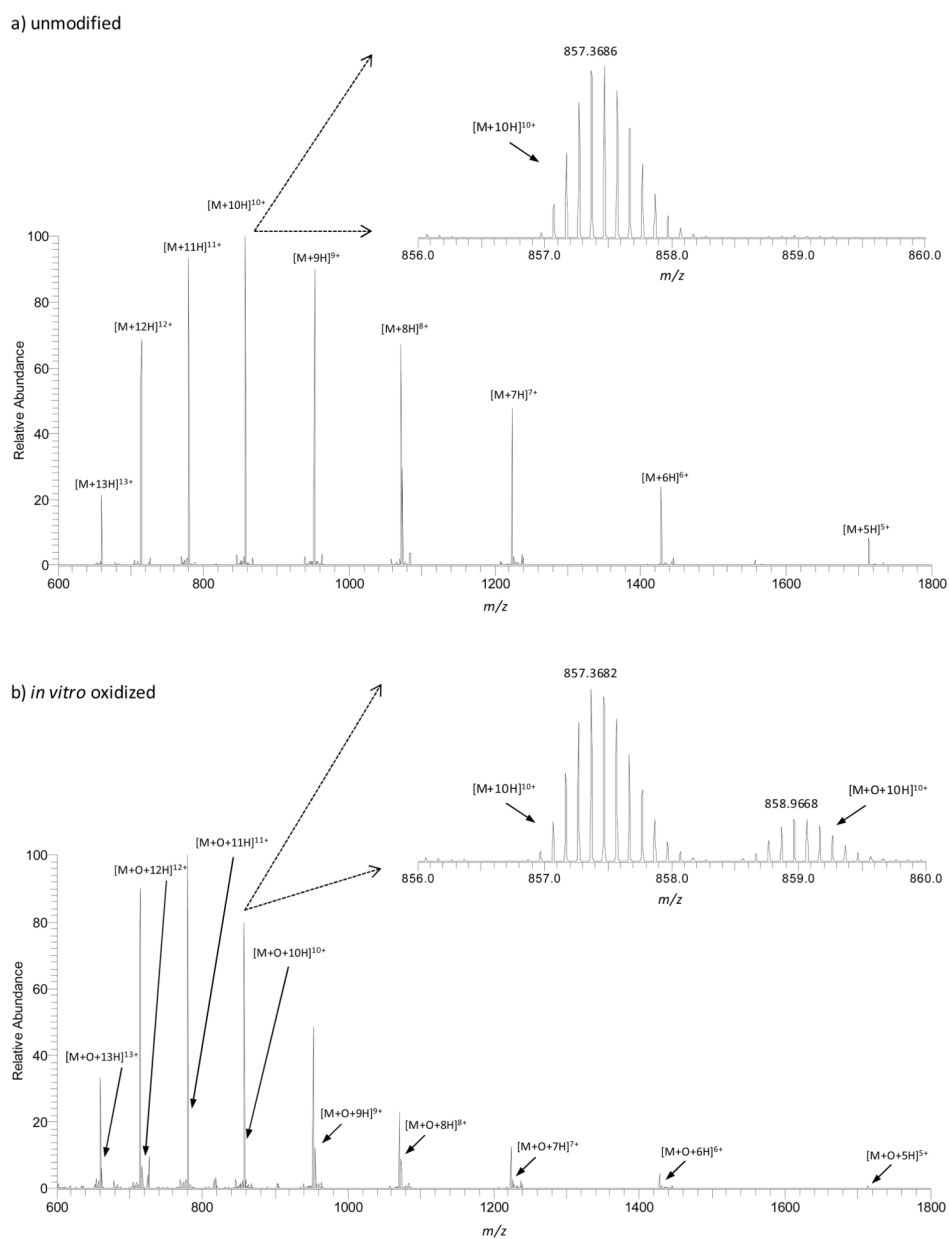 a) unmodified
857.3686
[M+10H]10+
856.0 857.0 858.0 859.0 860.0
m/z
[M+10H]10+
[M+11H]11+
[M+9H]9+
[M+12H]12+
[M+8H]8+
[M+7H]7+
[M+6H]6+
[M+13H]13+
[M+5H]5+
100
80
60
40
20
0
Relative Abundance
600 800 1000 1200 1400 1600 1800
m/z
b) in vitro oxidized
857.3682
[M+10H]10+
858.9668
[M+O+10H]10+
856.0 857.0 858.0 859.0 860.0
m/z
[M+O+11H]11+
[M+O+12H]12+
[M+O+10H]10+
[M+O+13H]13+
[M+O+9H]9+
[M+O+8H]8+
[M+O+7H]7+
[M+O+6H]6+
[M+O+5H]5+
100
80
60
40
20
0
Relative Abundance
600 800 1000 1200 1400 1600 1800
m/z